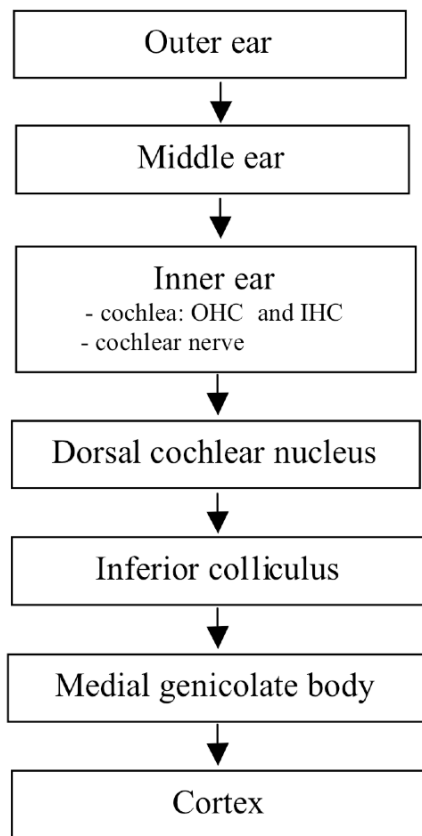 Outer ear
Middle ear
Inner ear
- cochlea: OHC and IHC
- cochlear nerve
Dorsal cochlear nucleus
Inferior colliculus
Medial genicolate body
Cortex